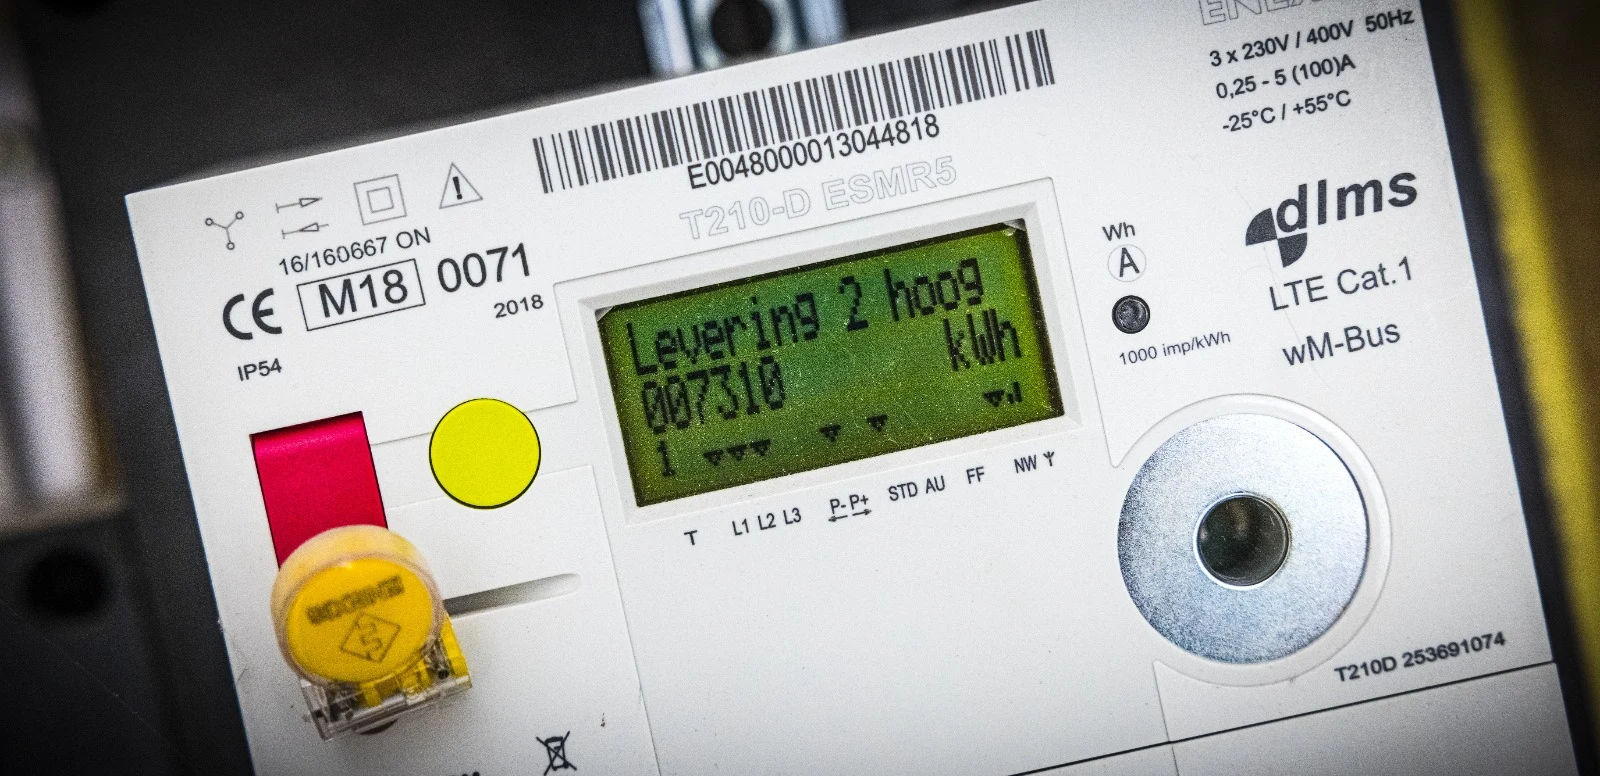 3 x 230V / 400V 50Hz
0,25 - 5 (100)A
-25°C / +55°C
E0048000013044818
T210-D ESMR5
16/160667 ON
CE M18 0071
2018
IP54
Levering 2 hoog
007310 kWh
1
T L1 L2 L3 P- P+ STD AU FF NW
Wh
A
1000 imp/kWh
dlms
LTE Cat.1
wM-Bus
T210D 253691074